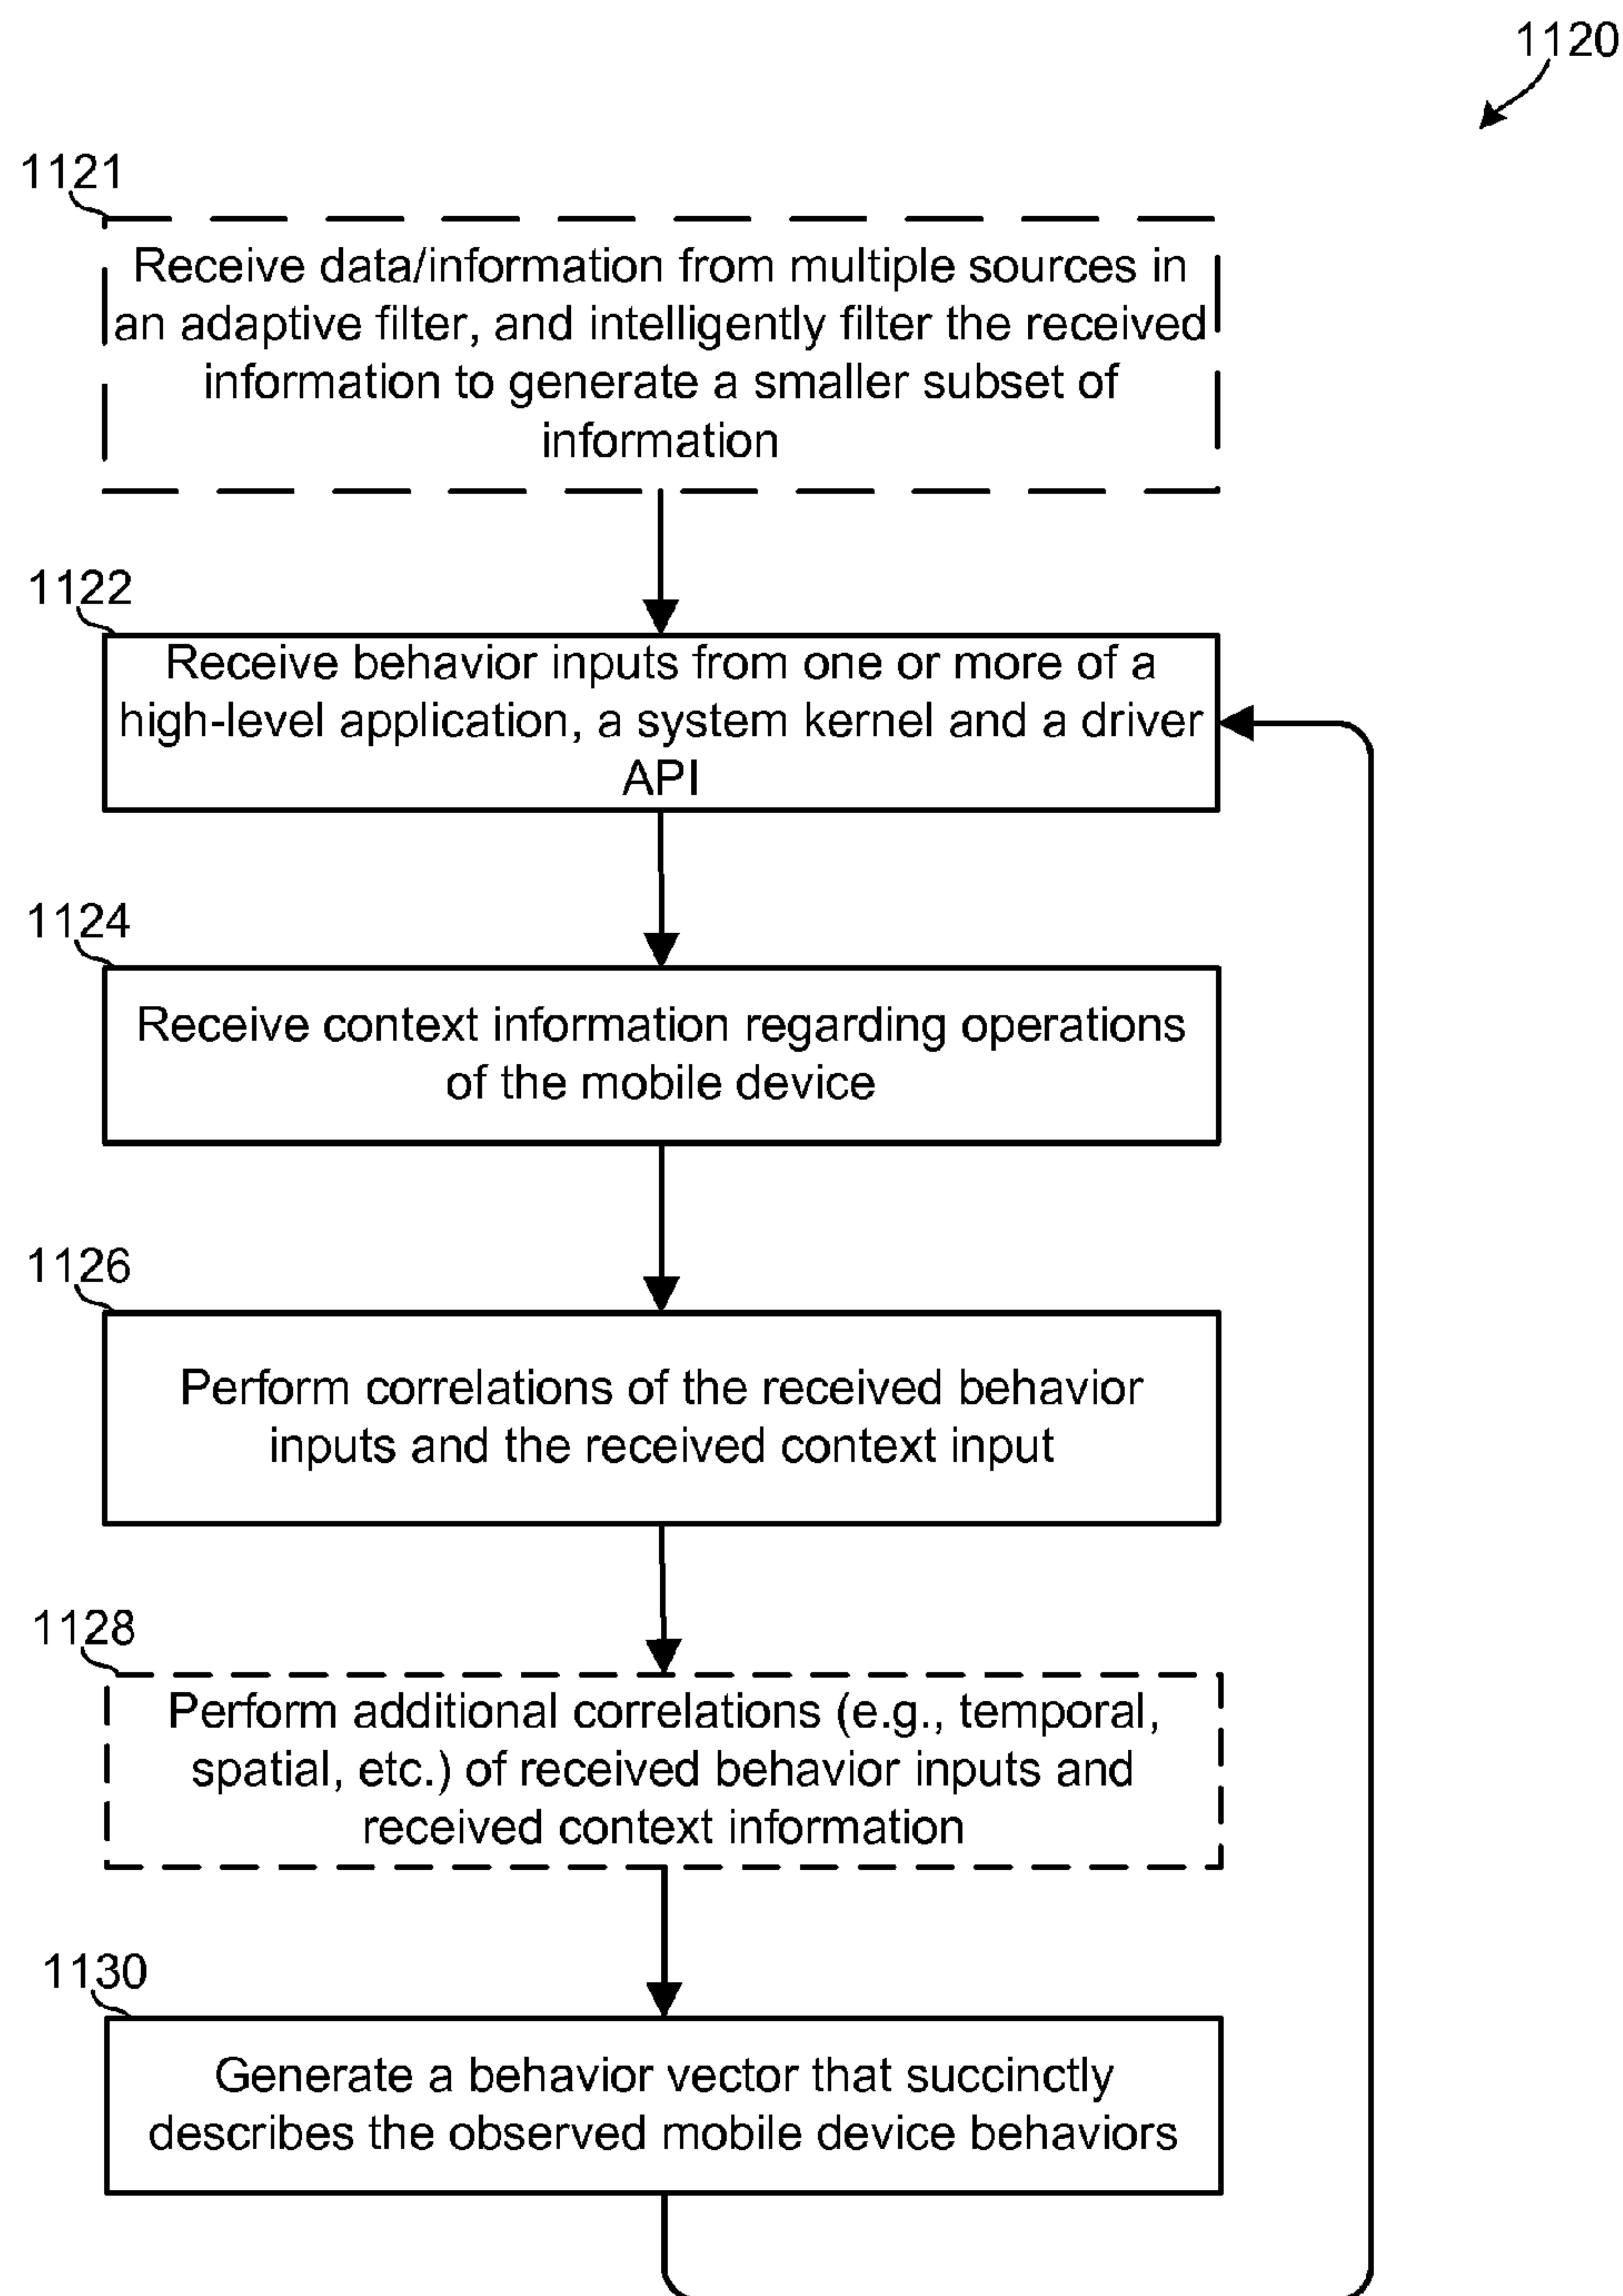 1120
1121
Receive data/information from multiple sources in
an adaptive filter, and intelligently filter the received
information to generate a smaller subset of
information
1122
Receive behavior inputs from one or more of a
high-level application, a system kernel and a driver
API
1124
Receive context information regarding operations
of the mobile device
1126
Perform correlations of the received behavior
inputs and the received context input
1128
Perform additional correlations (e.g., temporal,
spatial, etc.) of received behavior inputs and
received context information
1130
Generate a behavior vector that succinctly
describes the observed mobile device behaviors